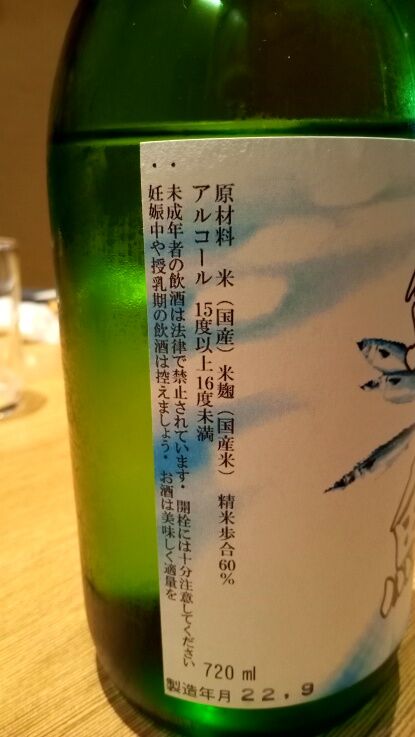 原材料 米（国産）米麹（国産米） 精米歩合60％
アルコール 15度以上16度未満
・未成年者の飲酒は法律で禁止されています。開栓には十分注意してください
・妊娠中や授乳期の飲酒は控えましょう。お酒は美味しく適量を
720 ml
製造年月 22.9